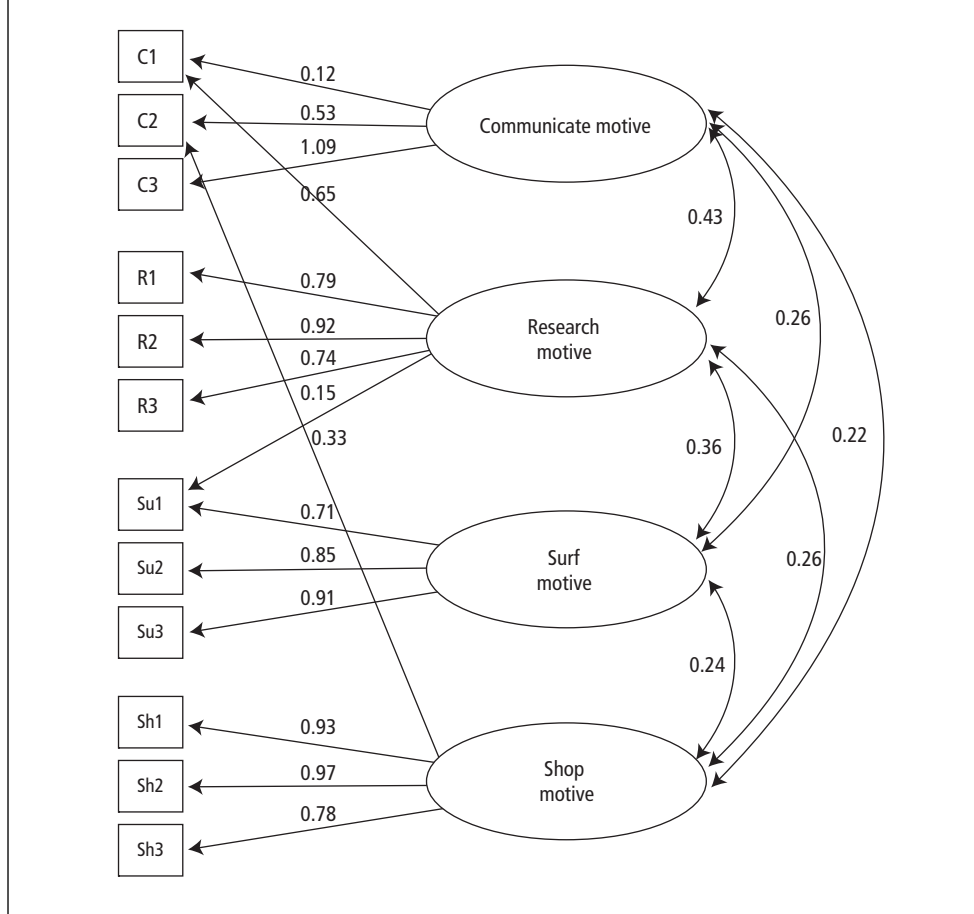 C1
0.12
Communicate motive
C2
0.53
1.09
C3
0.65
0.43
R1
0.79
Research
motive
0.26
R2
0.92
0.74
R3
0.15
0.33
0.36
0.22
Su1
0.71
Surf
motive
Su2
0.85
0.26
Su3
0.91
0.24
Sh1
0.93
Shop
motive
Sh2
0.97
0.78
Sh3